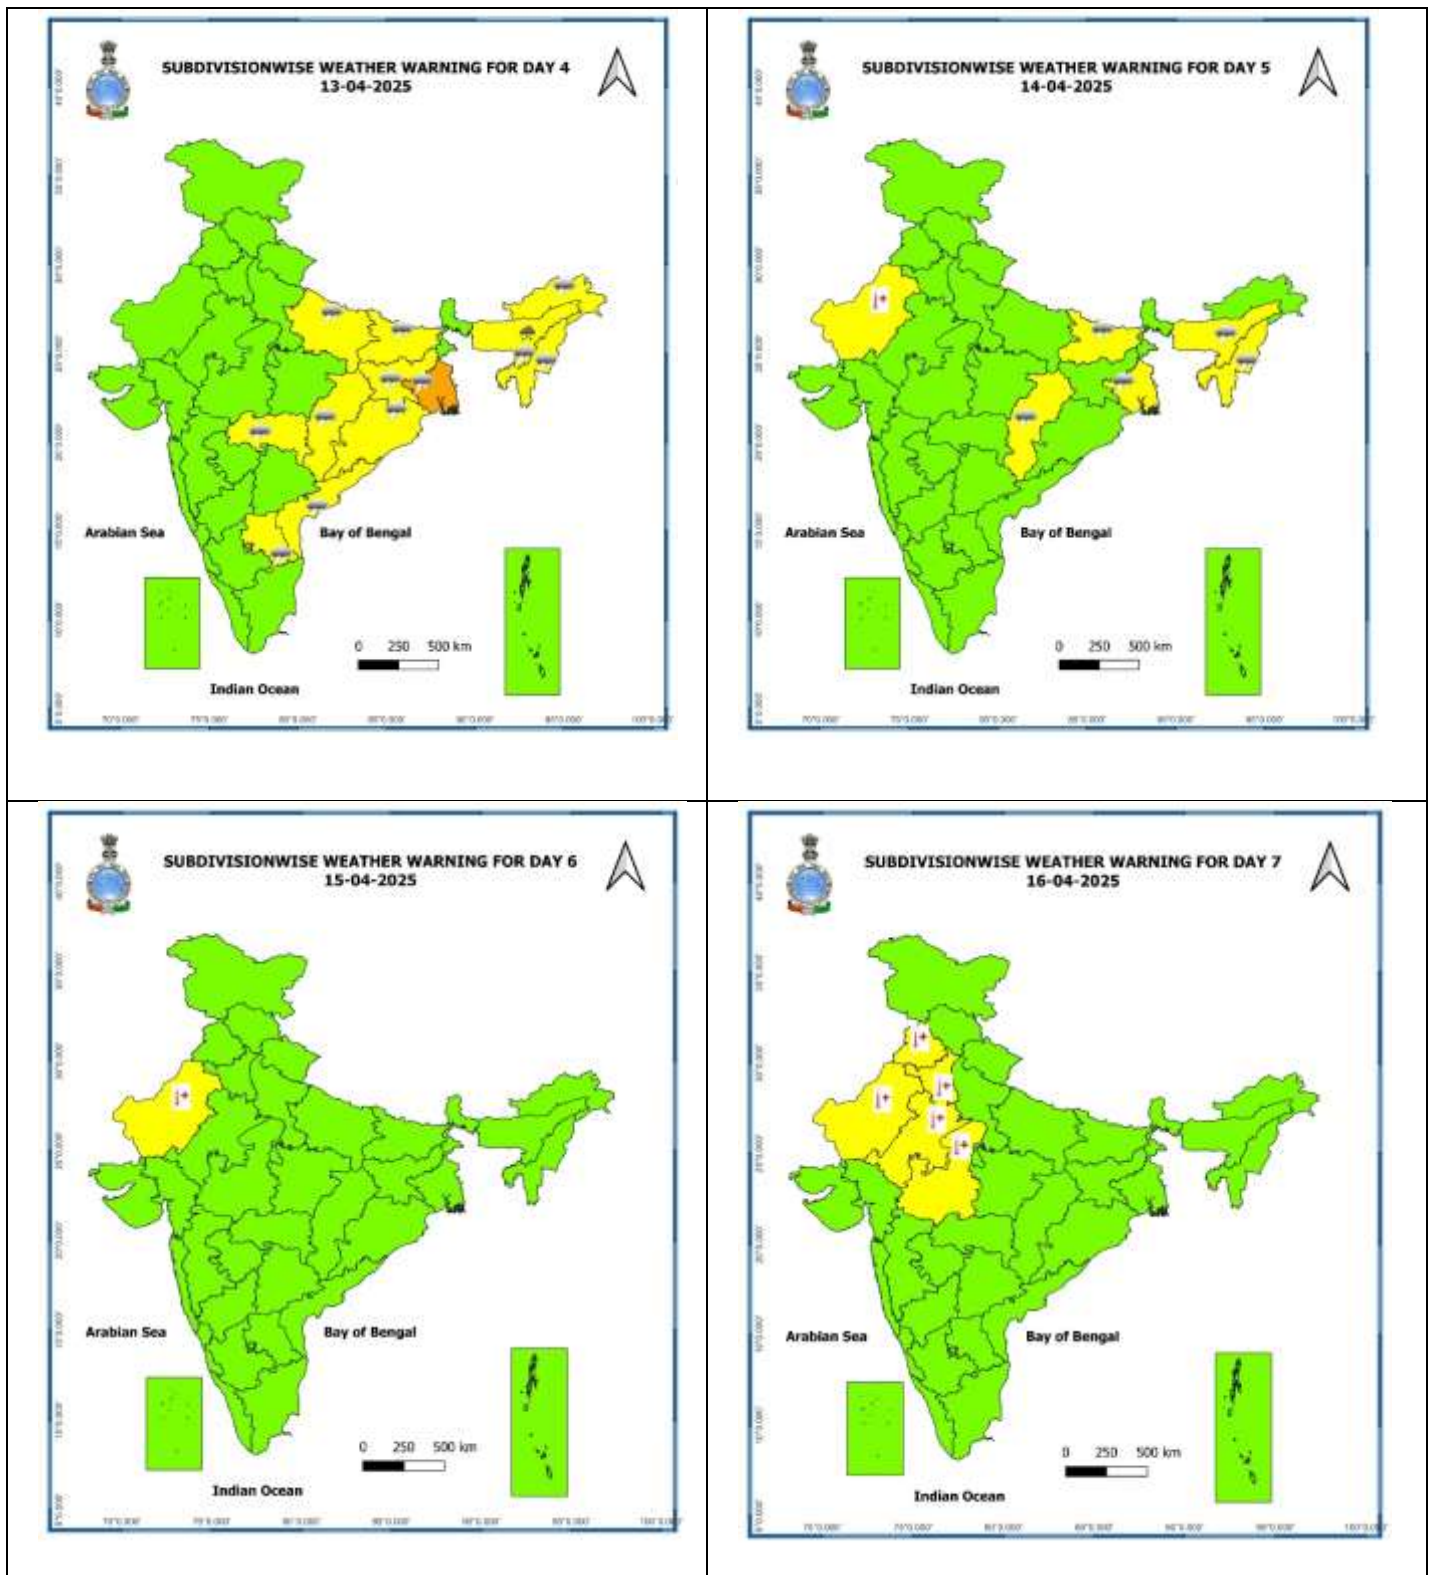 SUBDIVISIONWISE WEATHER WARNING FOR DAY 4
13-04-2025
Arabian Sea
Bay of Bengal
0 250 500 km
Indian Ocean
SUBDIVISIONWISE WEATHER WARNING FOR DAY 5
14-04-2025
Arabian Sea
Bay of Bengal
0 250 500 km
Indian Ocean
SUBDIVISIONWISE WEATHER WARNING FOR DAY 6
15-04-2025
Arabian Sea
Bay of Bengal
0 250 500 km
Indian Ocean
SUBDIVISIONWISE WEATHER WARNING FOR DAY 7
16-04-2025
Arabian Sea
Bay of Bengal
0 250 500 km
Indian Ocean